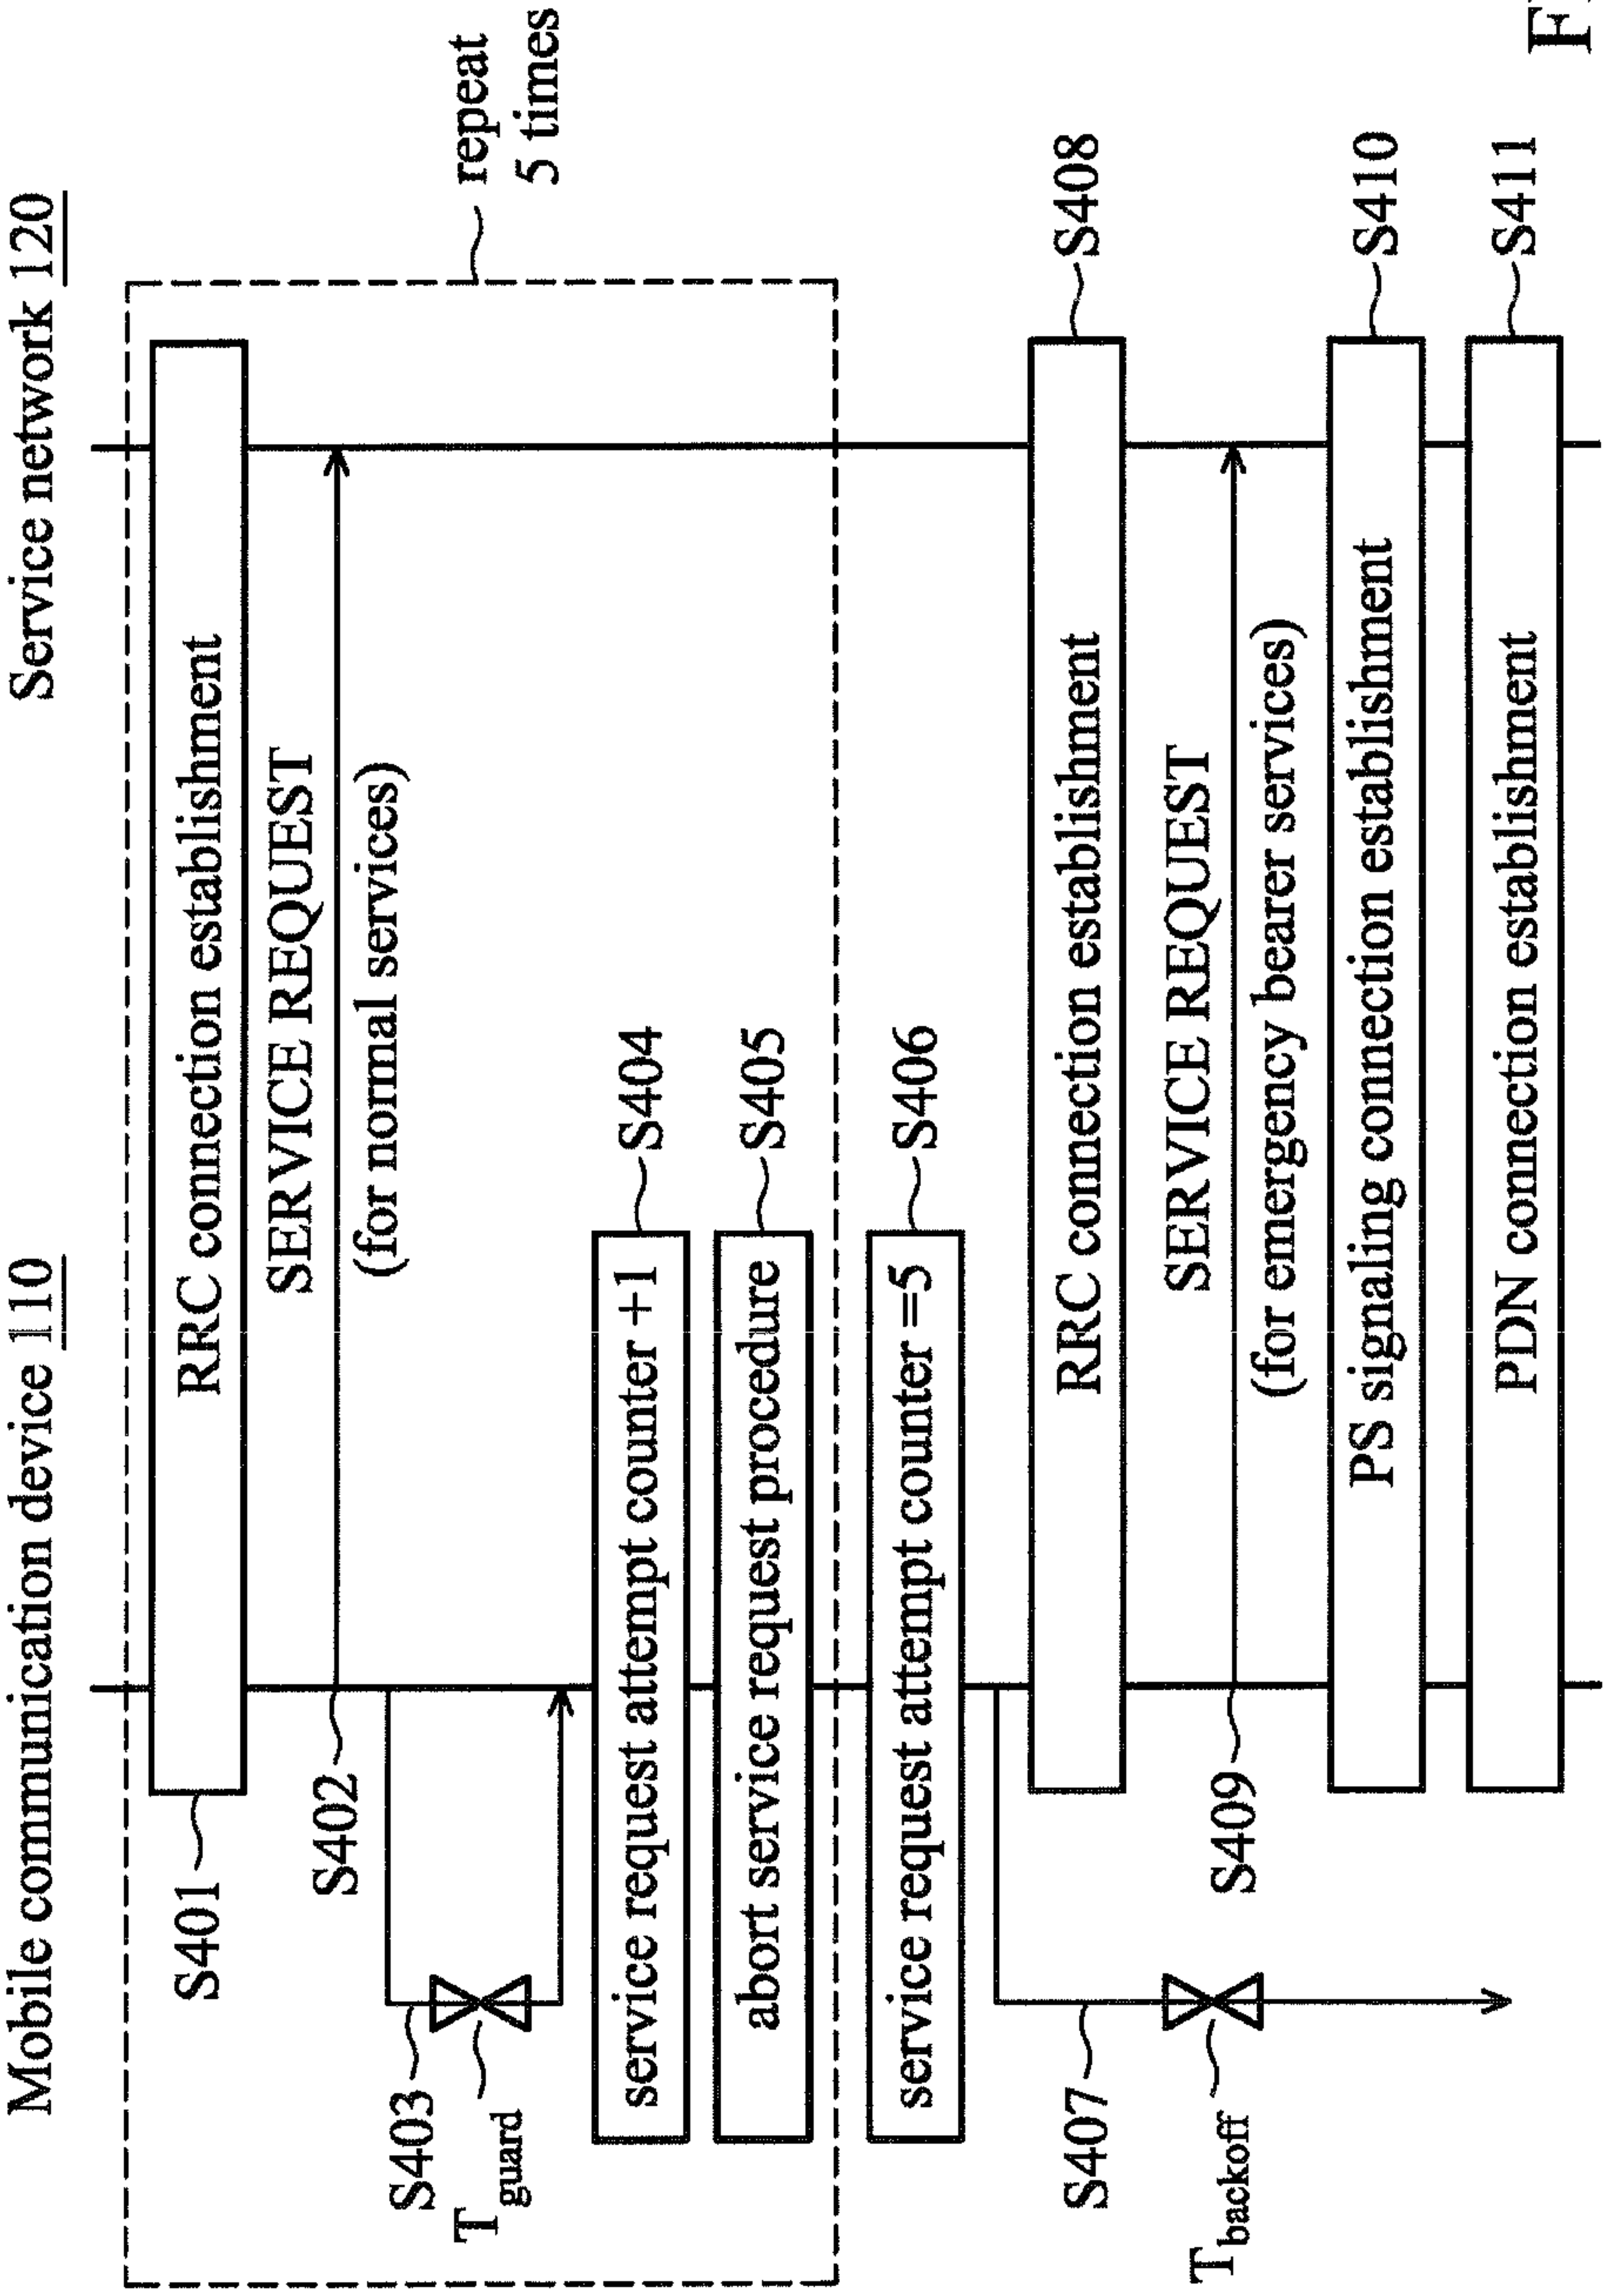 Mobile communication device 110
Service network 120
S401
RRC connection establishment
repeat
5 times
SERVICE REQUEST
S402
(for normal services)
S403
T guard
service request attempt counter +1
S404
abort service request procedure
S405
service request attempt counter =5
S406
S407
T backoff
RRC connection establishment
S408
SERVICE REQUEST
S409
(for emergency bearer services)
PS signaling connection establishment
S410
PDN connection establishment
S411